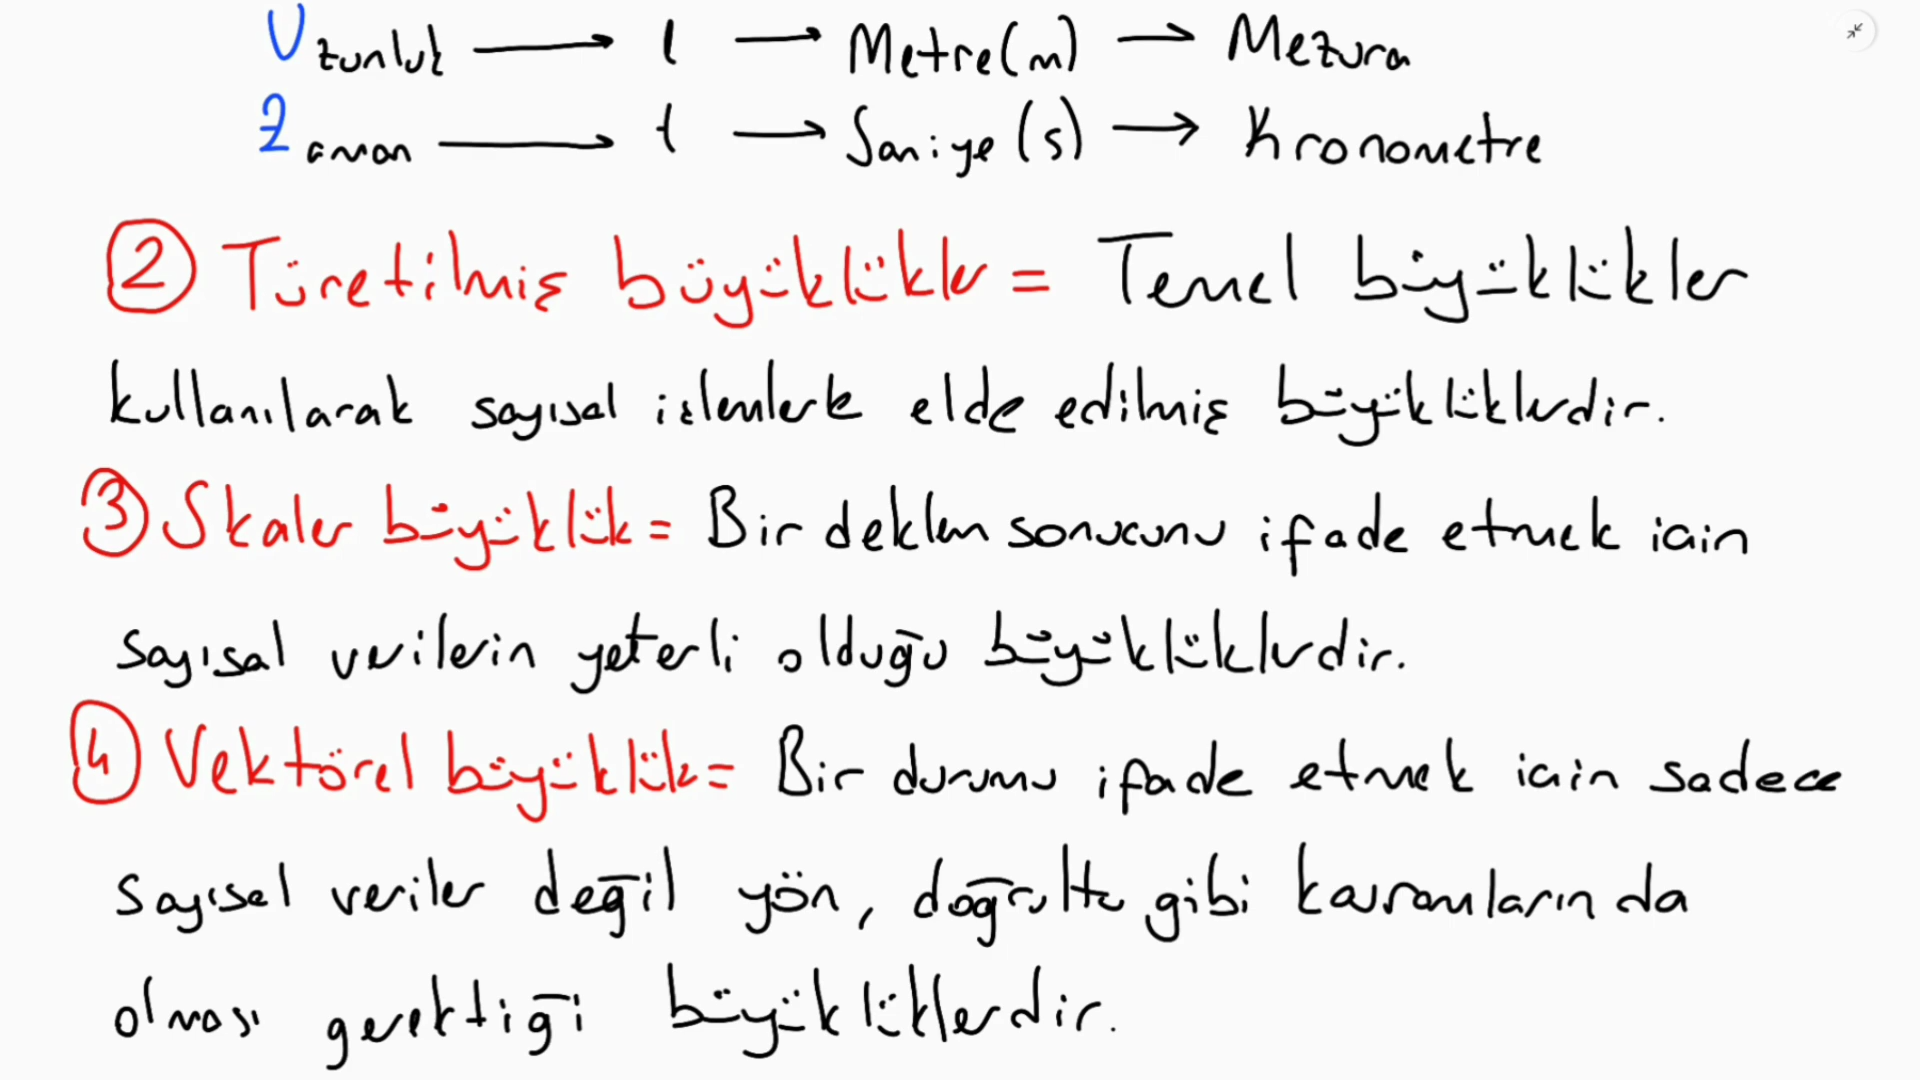 Uzunluk → l → Metre(m) → Mezura
Zaman → t → Saniye (s) → Kronometre
② Türetilmiş büyüklükler = Temel büyüklükler
kullanılarak sayısal işlemlerle elde edilmiş büyüklüklerdir.
③ Skaler büyüklük = Bir deklem sonucunu ifade etmek için
sayısal verilerin yeterli olduğu büyüklüklerdir.
④ Vektörel büyüklük = Bir durumu ifade etmek için sadece
sayısal veriler değil yön, doğrultu gibi kavramların da
olması gerektiği büyüklüklerdir.